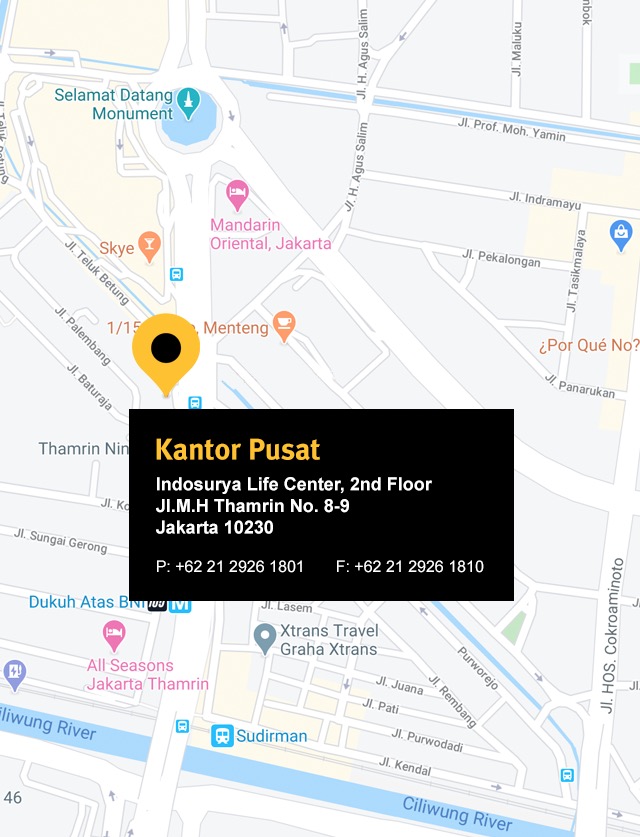 Jl. H. Agus Salim
Jl. Maluku
Selamat Datang
Monument
Jl. Prof. Moh. Yamin
Jl. H. Agus Salim
Jl. Indramayu
Mandarin
Oriental, Jakarta
Skye
Jl. Pekalongan
Jl. Tasikmalaya
Jl. Teluk Betung
Jl. Palembang
1/15
, Menteng
¿Por Qué No?
Jl. Baturaja
Jl. Panarukan
Thamrin Nin
Kantor Pusat
Indosurya Life Center, 2nd Floor
Jl.M.H Thamrin No. 8-9
Jakarta 10230
P: +62 21 2926 1801 F: +62 21 2926 1810
Jl. Ko
Jl. Sungai Gerong
Dukuh Atas BNI
Jl. Lasem
Xtrans Travel
Graha Xtrans
Jl. HOS. Cokroaminoto
All Seasons
Jakarta Thamrin
Purworejo
Jl. Juana
Jl. Rembang
Jl. Pati
iliwung River
Sudirman
Jl. Purwodadi
Jl. Kendal
46
Ciliwung River